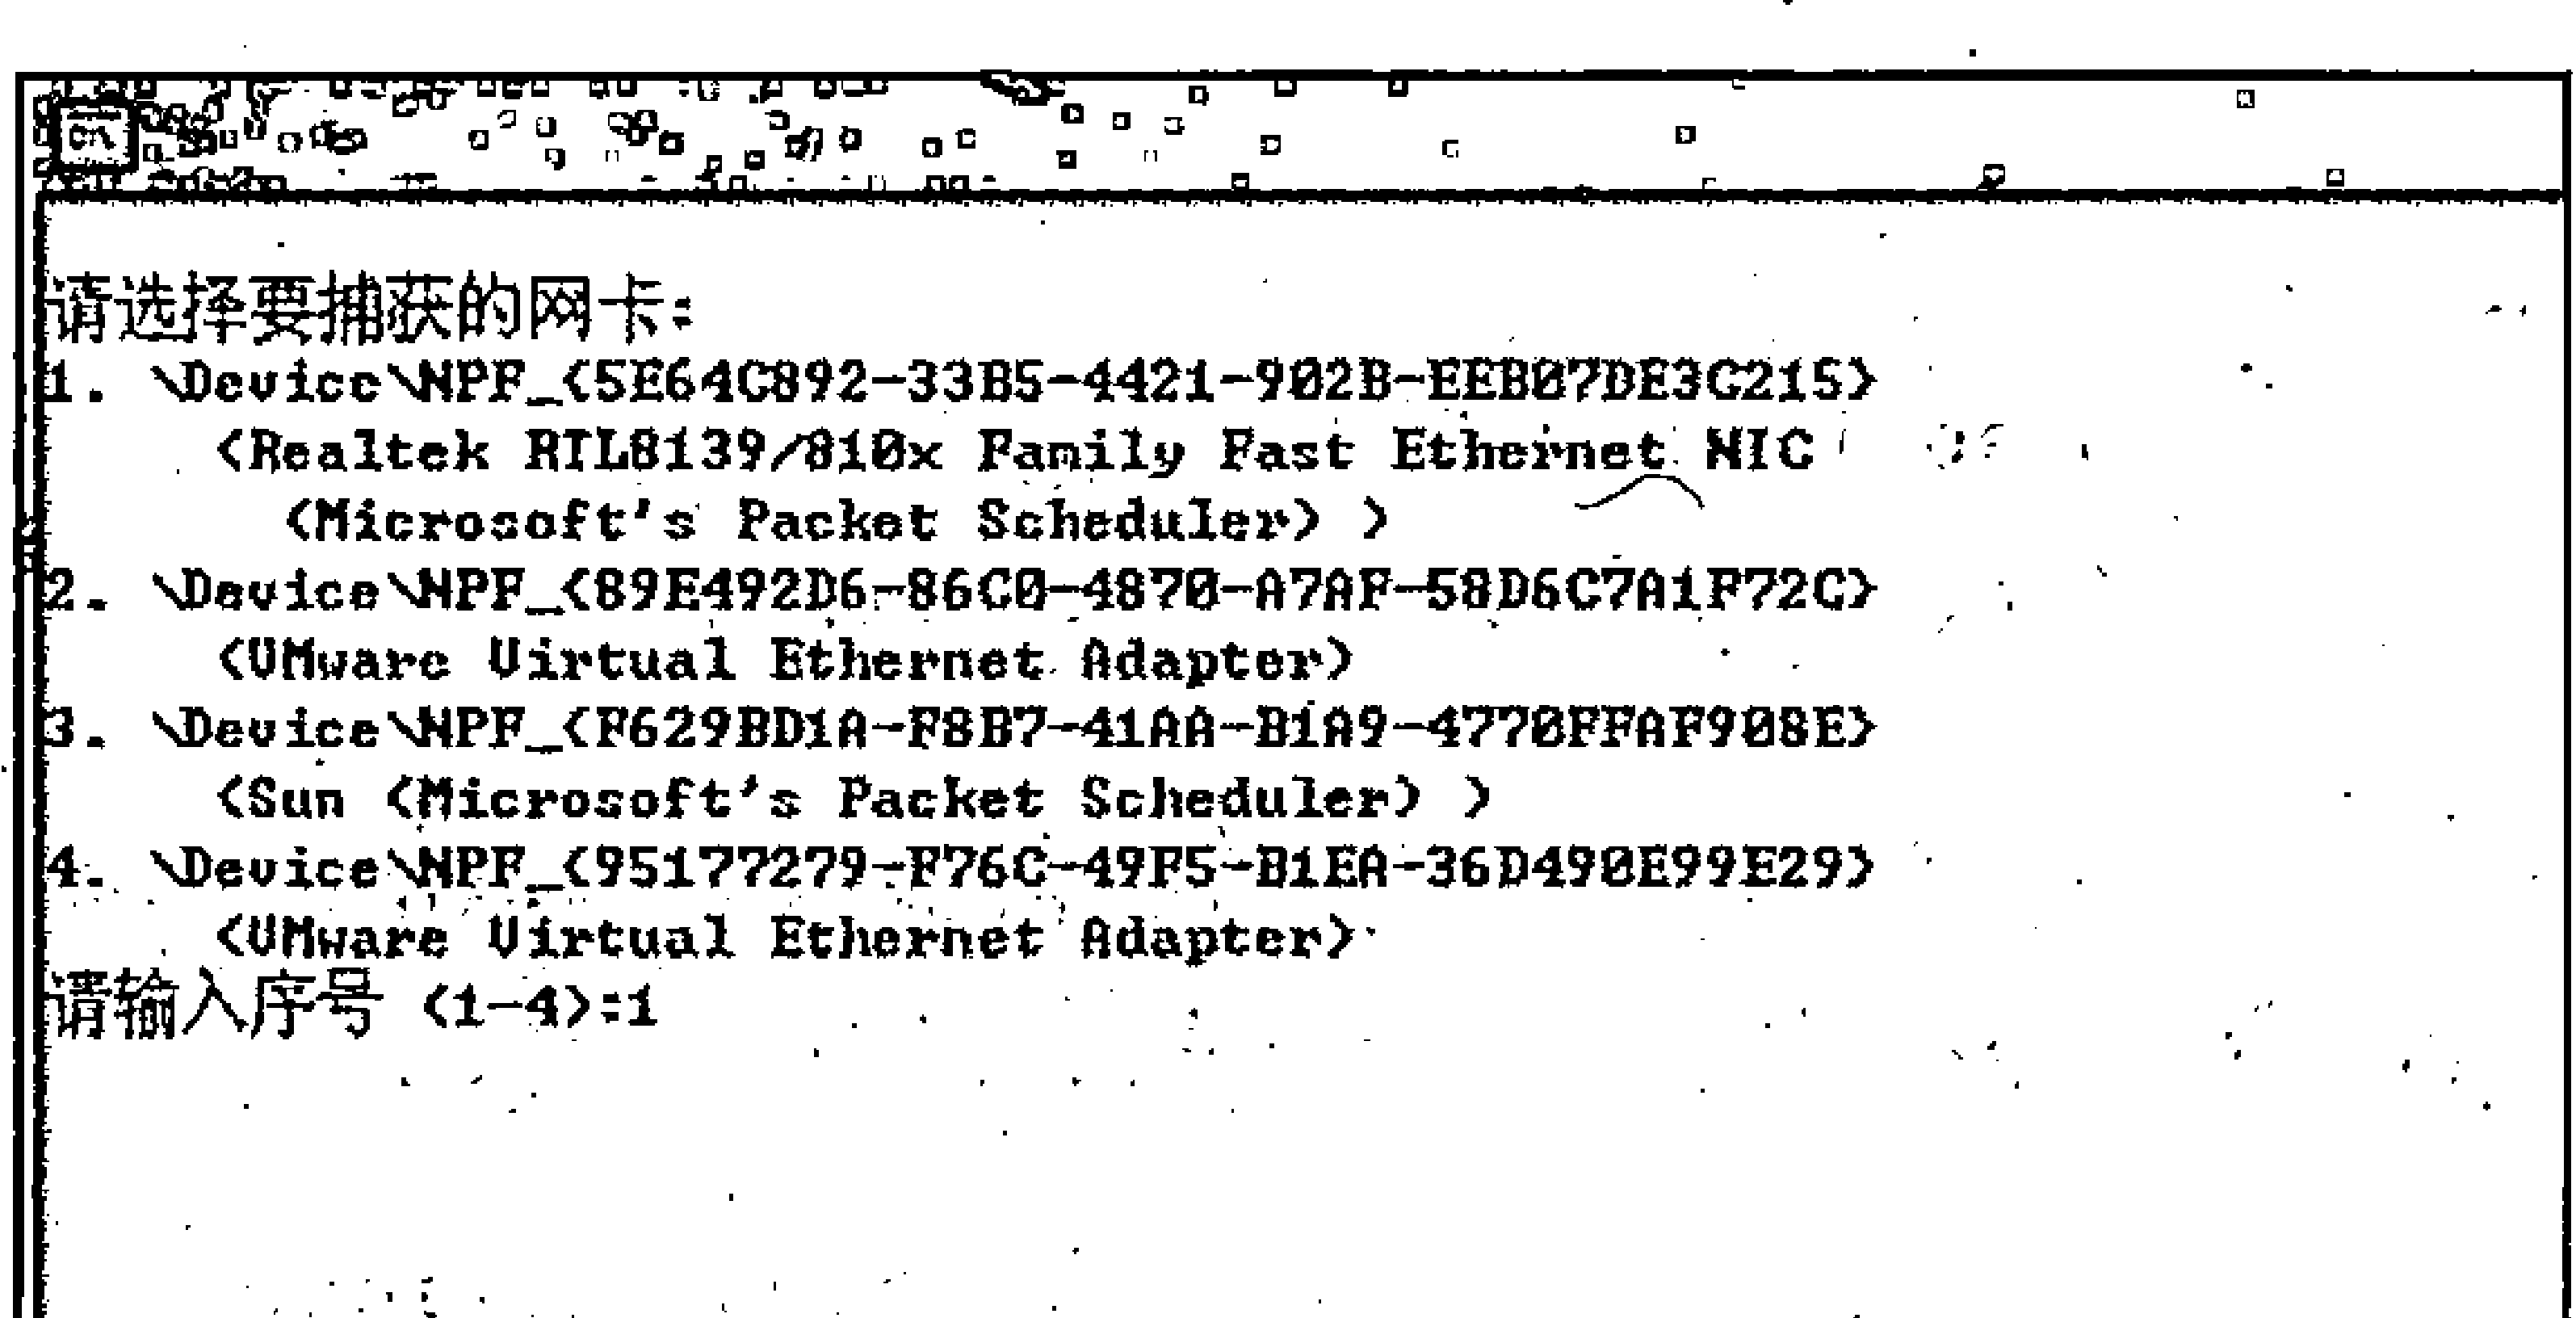 请选择要捕获的网卡:
1. \Device\NPF_{5E64C892-33B5-4421-902B-EEB07DE3C215}
(Realtek RTL8139/810x Family Fast Ethernet NIC
(Microsoft's Packet Scheduler) )
2. \Device\NPF_{89E492D6-86C0-4870-A7AF-58D6C7A1F72C}
(VMware Virtual Ethernet Adapter)
3. \Device\NPF_{F629BD1A-F8B7-41AA-B1A9-4770FFAF908E}
(Sun (Microsoft's Packet Scheduler) )
4. \Device\NPF_{95177279-F76C-49F5-B1EA-36D490E99E29}
(VMware Virtual Ethernet Adapter)
请输入序号 (1-4):1